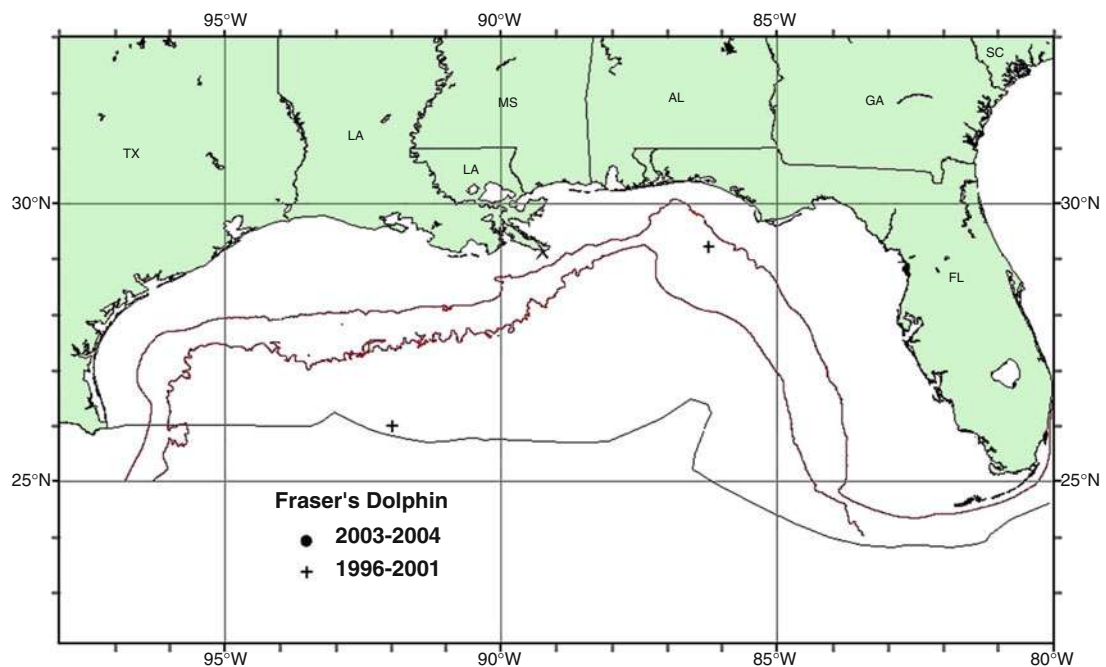 95°W 90°W 85°W
SC
MS AL GA
TX LA
LA
30°N 30°N
FL
25°N 25°N
Fraser's Dolphin
2003-2004
1996-2001
95°W 90°W 85°W 80°W